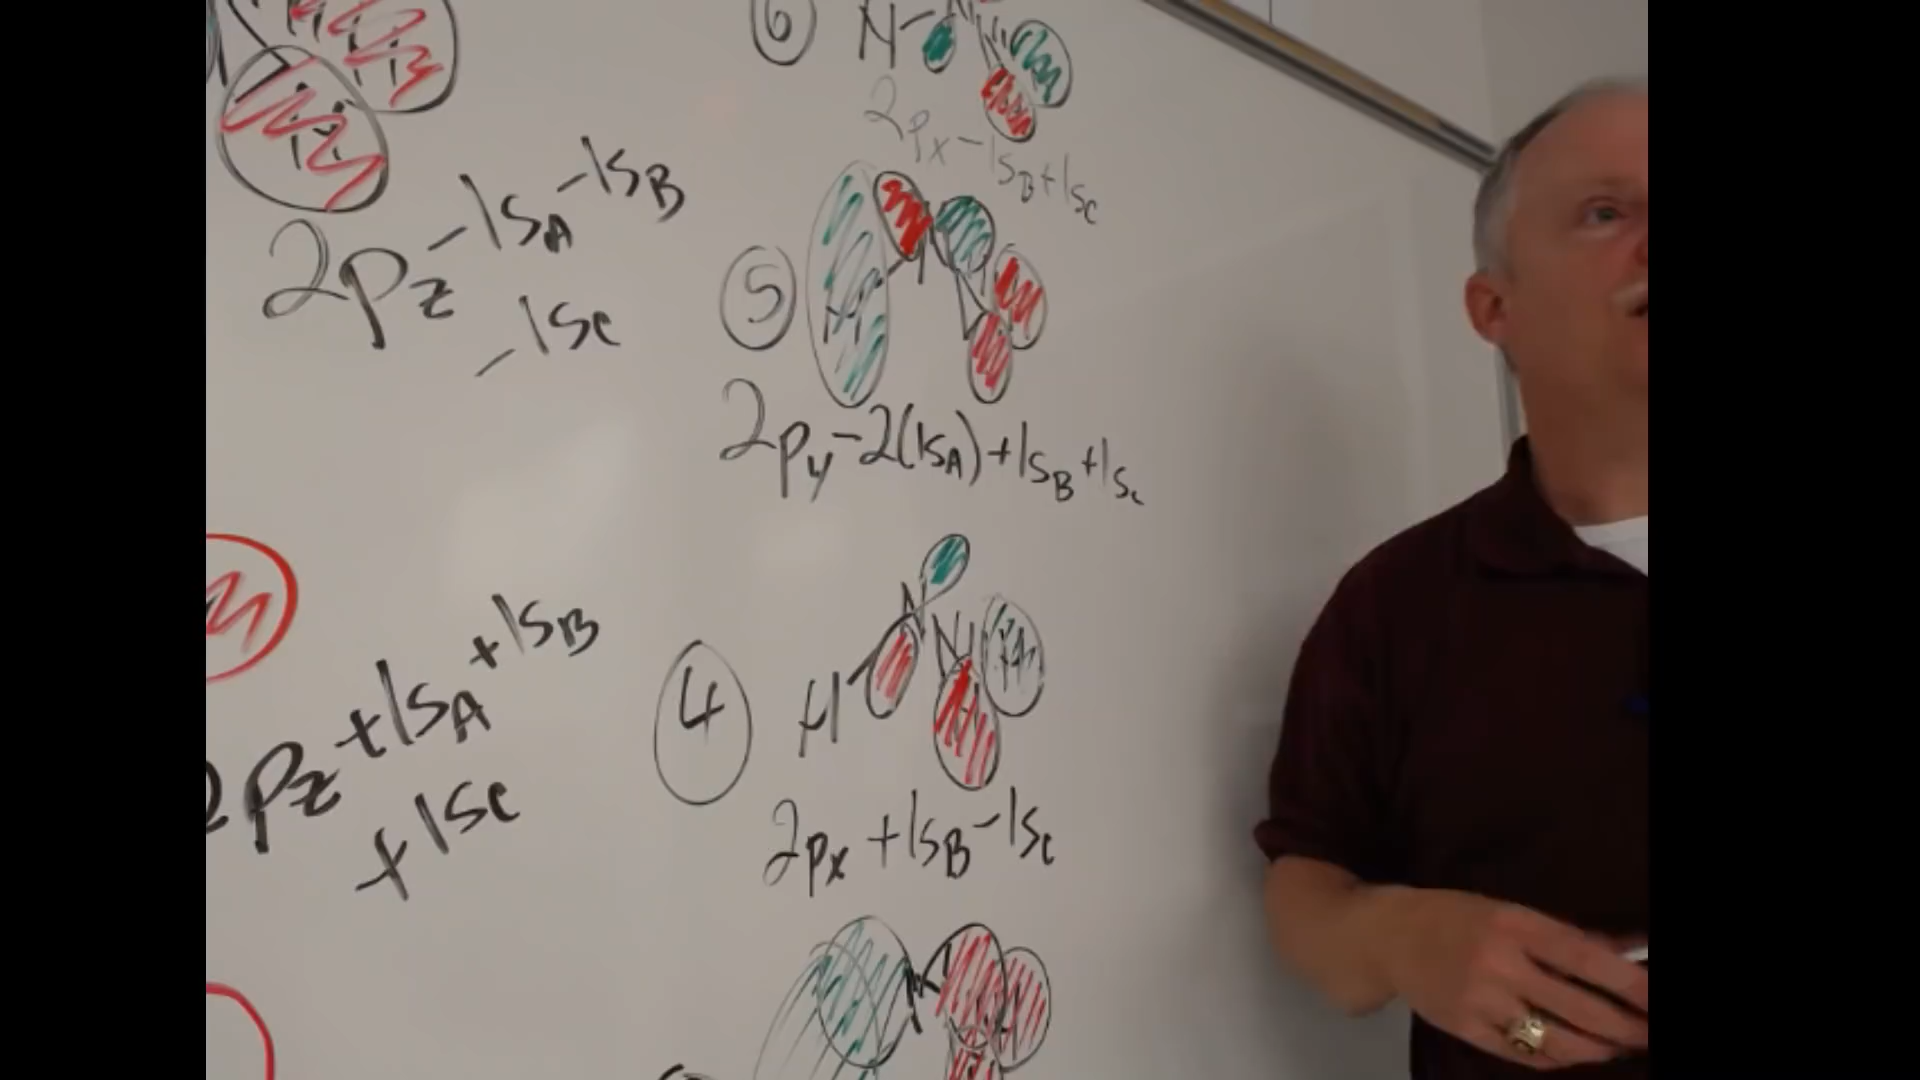 H
H
2pz -1sA -1sB
-1sc
2pz +1sA +1sB
+1sc
6
H N
2px -1sB +1sc
5
H N
2py -2(1sA) +1sB +1sc
4
N
H H H
2px +1sB -1sc